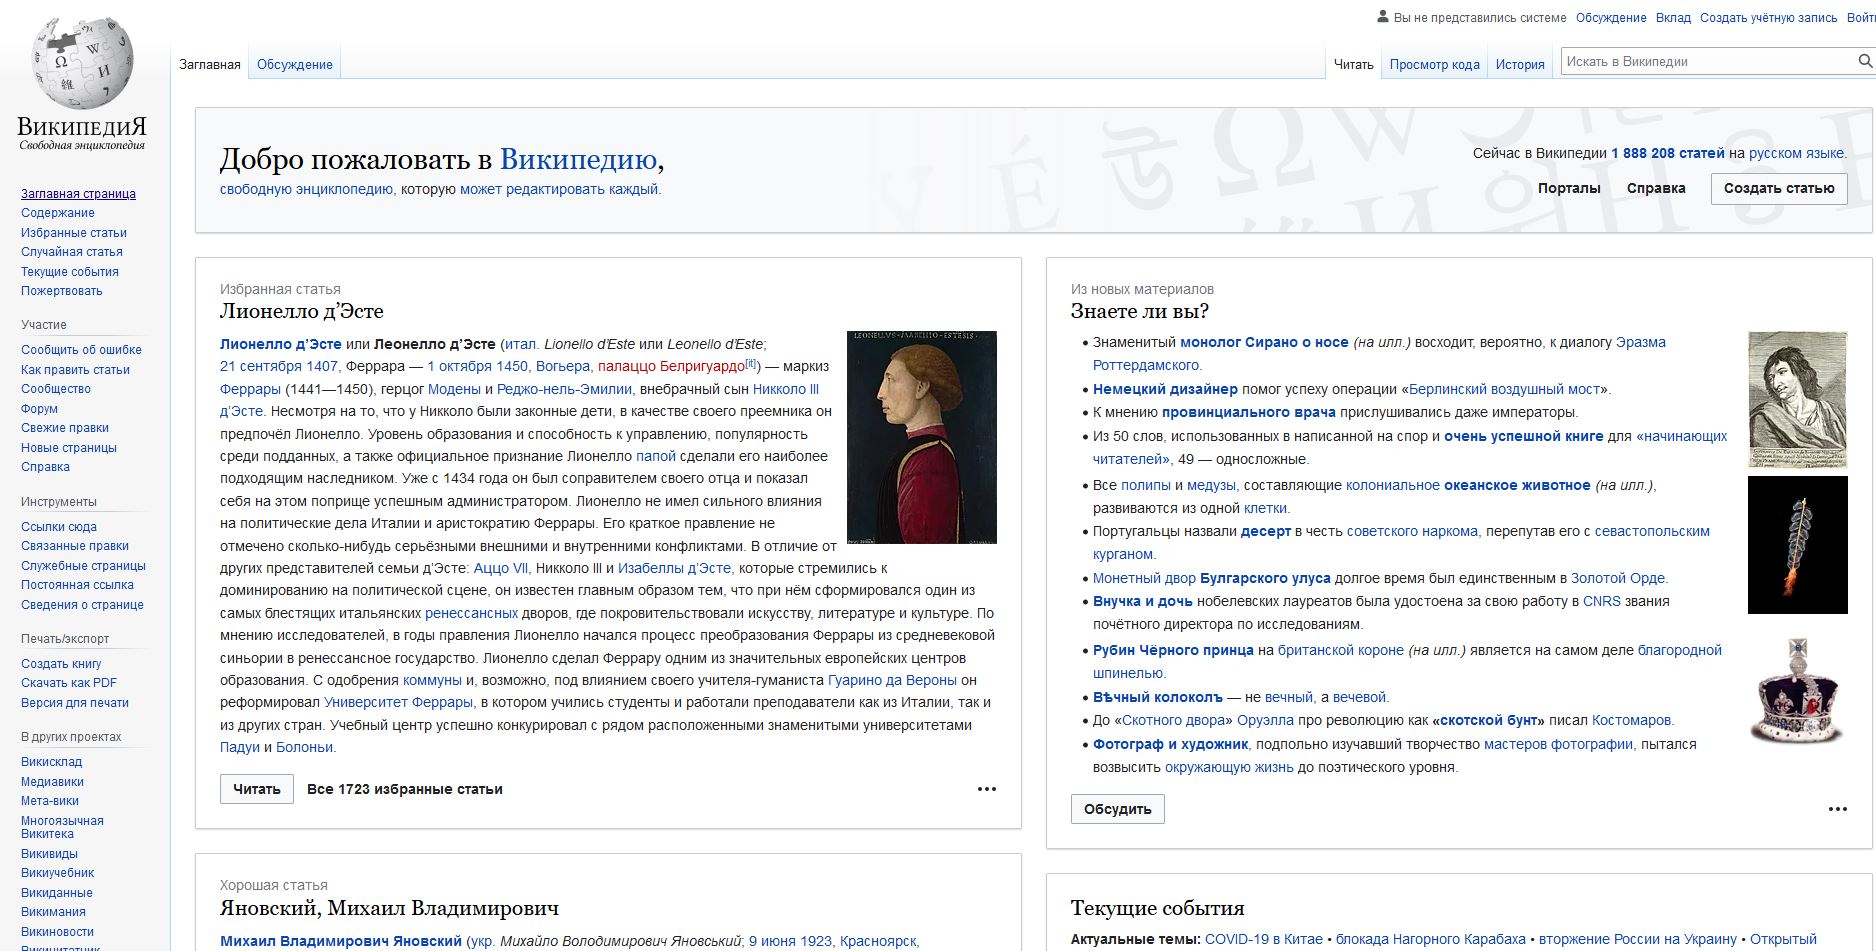 Вы не представились системе Обсуждение Вклад Создать учётную запись Войти
ВикипедиЯ
Свободная энциклопедия
Заглавная Обсуждение
Читать Просмотр кода История Искать в Википедии
Добро пожаловать в Википедию,
свободную энциклопедию, которую может редактировать каждый.
Сейчас в Википедии 1 888 208 статей на русском языке.
Порталы Справка Создать статью
Заглавная страница
Содержание
Избранные статьи
Случайная статья
Текущие события
Пожертвовать
Участие
Сообщить об ошибке
Как править статьи
Сообщество
Форум
Свежие правки
Новые страницы
Справка
Инструменты
Ссылки сюда
Связанные правки
Служебные страницы
Постоянная ссылка
Сведения о странице
Печать/экспорт
Создать книгу
Скачать как PDF
Версия для печати
В других проектах
Викисклад
Медиавики
Мета-вики
Многоязычная
Викитека
Викивиды
Викиучебник
Викиданные
Викимания
Викиновости
Викицитатник
Избранная статья
Лионелло д’Эсте
Лионелло д’Эсте или Леонелло д’Эсте (итал. Lionello d'Este или Leonello d'Este;
21 сентября 1407, Феррара — 1 октября 1450, Вогьера, палаццо Белригуардо[it]) — маркиз
Феррары (1441—1450), герцог Модены и Реджо-нель-Эмилии, внебрачный сын Никколо III
д’Эсте. Несмотря на то, что у Никколо были законные дети, в качестве своего преемника он
предпочёл Лионелло. Уровень образования и способность к управлению, популярность
среди подданных, а также официальное признание Лионелло папой сделали его наиболее
подходящим наследником. Уже с 1434 года он был соправителем своего отца и показал
себя на этом поприще успешным администратором. Лионелло не имел сильного влияния
на политические дела Италии и аристократию Феррары. Его краткое правление не
отмечено сколько-нибудь серьёзными внешними и внутренними конфликтами. В отличие от
других представителей семьи д’Эсте: Аццо VII, Никколо III и Изабеллы д’Эсте, которые стремились к
доминированию на политической сцене, он известен главным образом тем, что при нём сформировался один из
самых блестящих итальянских ренессансных дворов, где покровительствовали искусству, литературе и культуре. По
мнению исследователей, в годы правления Лионелло начался процесс преобразования Феррары из средневековой
синьории в ренессансное государство. Лионелло сделал Феррару одним из значительных европейских центров
образования. С одобрения коммуны и, возможно, под влиянием своего учителя-гуманиста Гуарино да Вероны он
реформировал Университет Феррары, в котором учились студенты и работали преподаватели как из Италии, так и
из других стран. Учебный центр успешно конкурировал с рядом расположенными знаменитыми университетами
Падуи и Болоньи.
Читать Все 1723 избранные статьи
Хорошая статья
Яновский, Михаил Владимирович
Михаил Владимирович Яновский (укр. Михайло Володимирович Яновський; 9 июня 1923, Красноярск,
Из новых материалов
Знаете ли вы?
• Знаменитый монолог Сирано о носе (на илл.) восходит, вероятно, к диалогу Эразма
Роттердамского.
• Немецкий дизайнер помог успеху операции «Берлинский воздушный мост».
• К мнению провинциального врача прислушивались даже императоры.
• Из 50 слов, использованных в написанной на спор и очень успешной книге для «начинающих
читателей», 49 — односложные.
• Все полипы и медузы, составляющие колониальное океанское животное (на илл.),
развиваются из одной клетки.
• Португальцы назвали десерт в честь советского наркома, перепутав его с севастопольским
курганом.
• Монетный двор Булгарского улуса долгое время был единственным в Золотой Орде.
• Внучка и дочь нобелевских лауреатов была удостоена за свою работу в CNRS звания
почётного директора по исследованиям.
• Рубин Чёрного принца на британской короне (на илл.) является на самом деле благородной
шпинелью.
• Вѣчный колоколъ — не вечный, а вечевой.
• До «Скотного двора» Оруэлла про революцию как «скотской бунт» писал Костомаров.
• Фотограф и художник, подпольно изучавший творчество мастеров фотографии, пытался
возвысить окружающую жизнь до поэтического уровня.
Обсудить
Текущие события
Актуальные темы: COVID-19 в Китае • блокада Нагорного Карабаха • вторжение России на Украину • Открытый